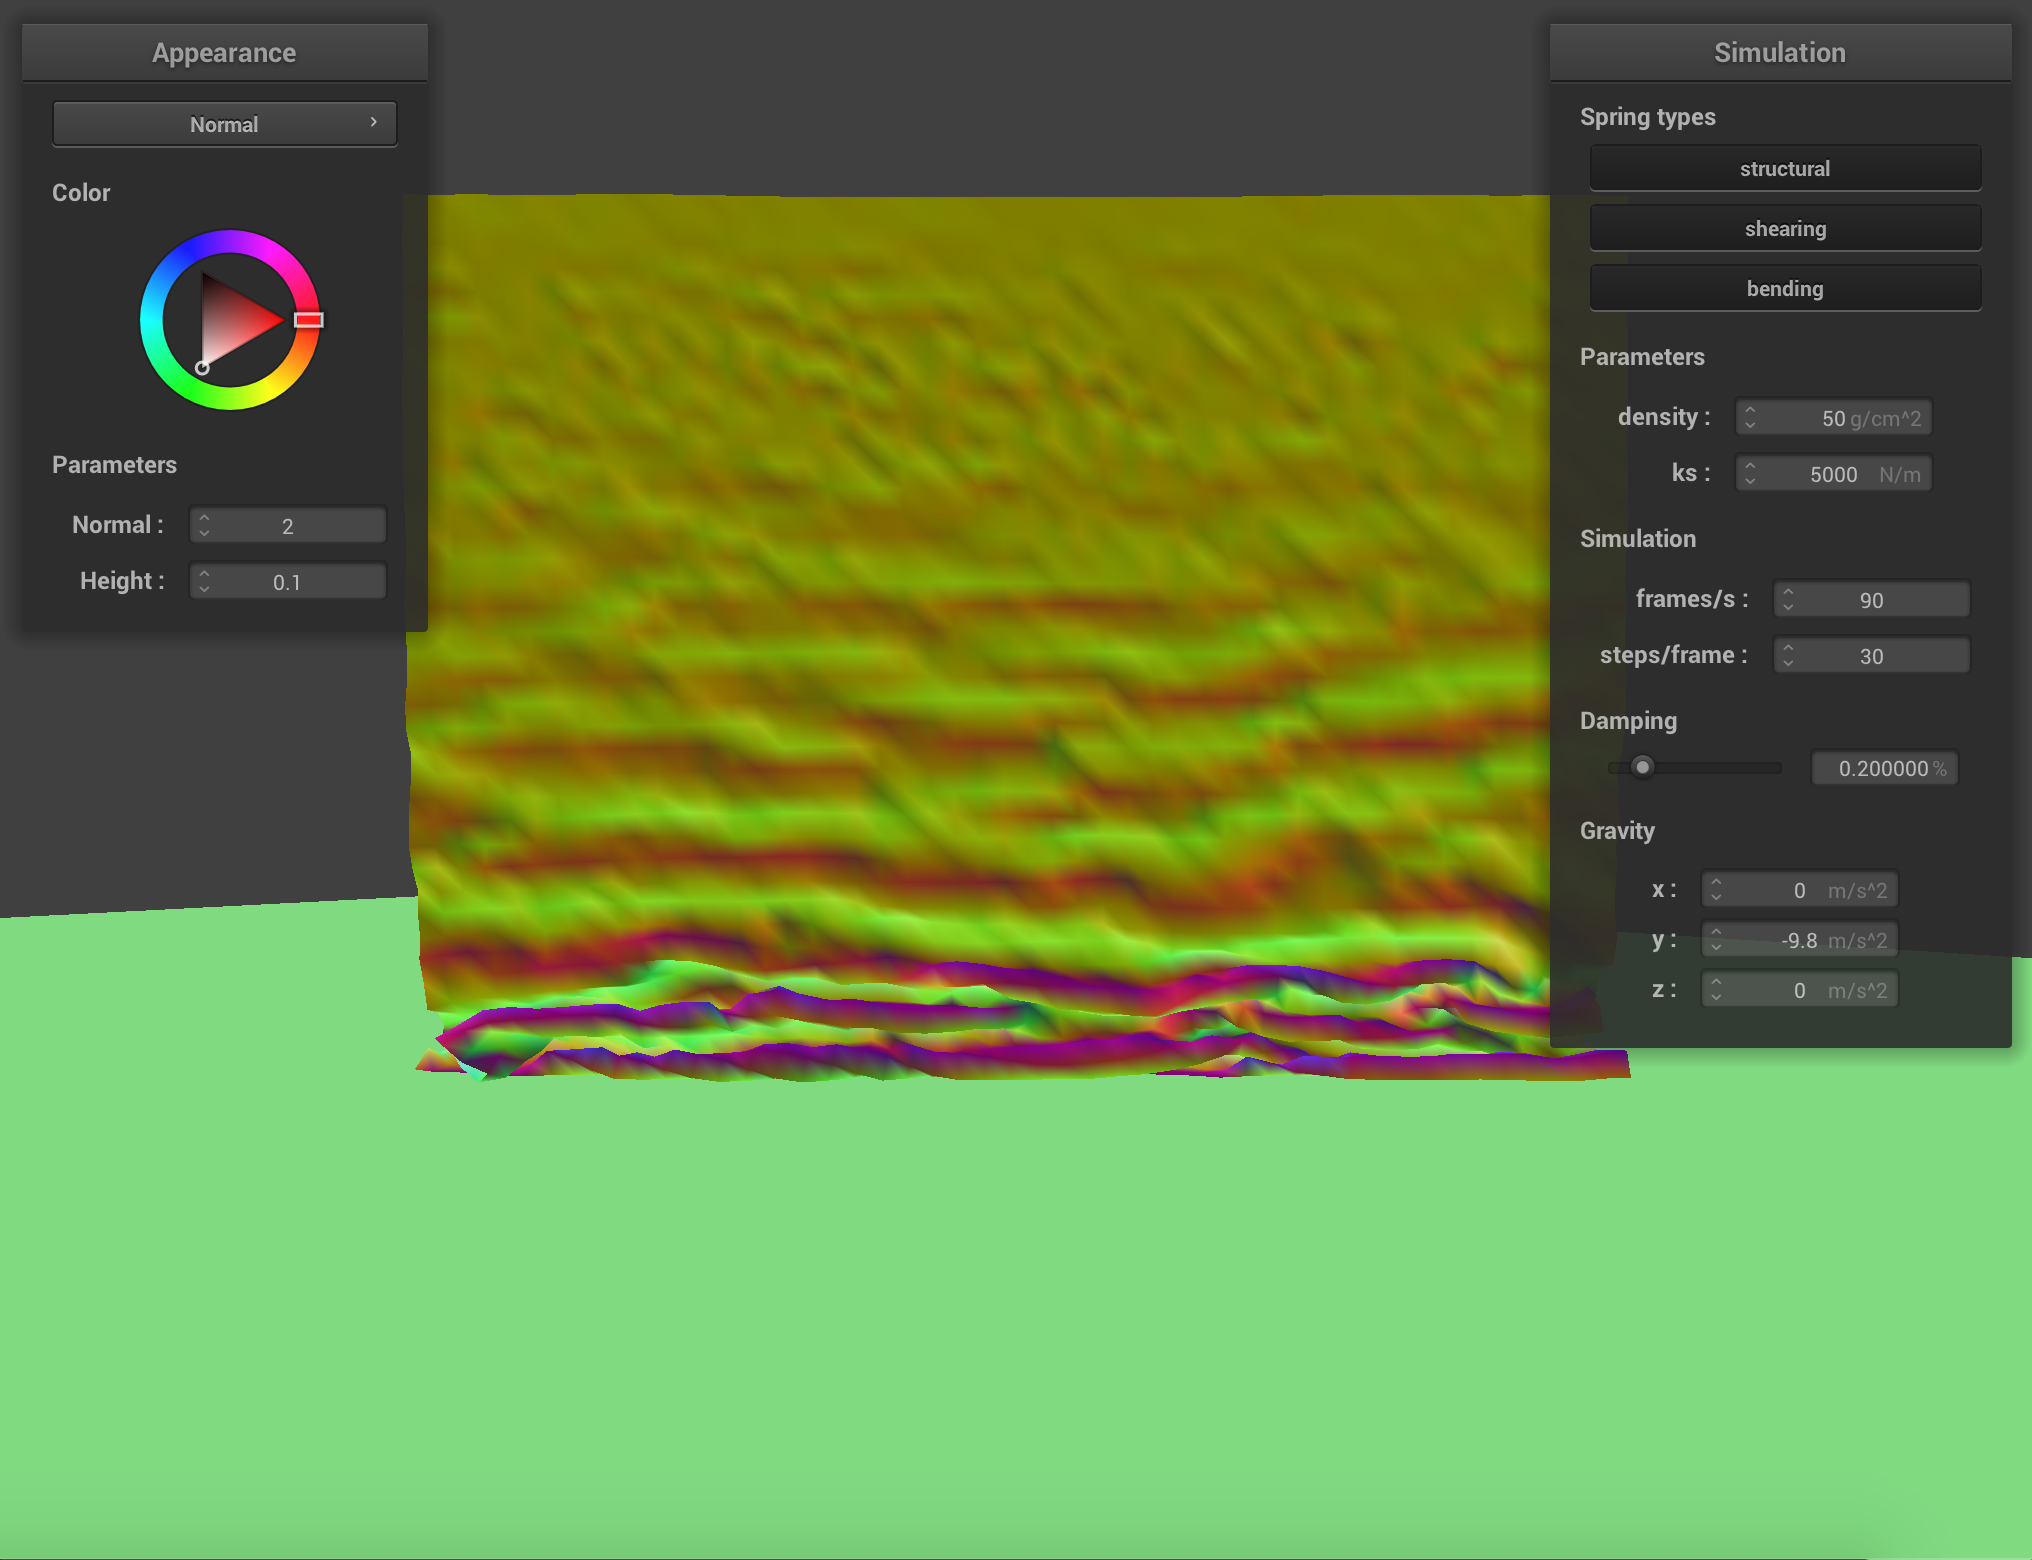 Appearance
Normal
Color
Parameters
Normal : 2
Height : 0.1
Simulation
Spring types
structural
shearing
bending
Parameters
density : 50 g/cm^2
ks : 5000 N/m
Simulation
frames/s : 90
steps/frame : 30
Damping
0.200000 %
Gravity
x : 0 m/s^2
y : -9.8 m/s^2
z : 0 m/s^2